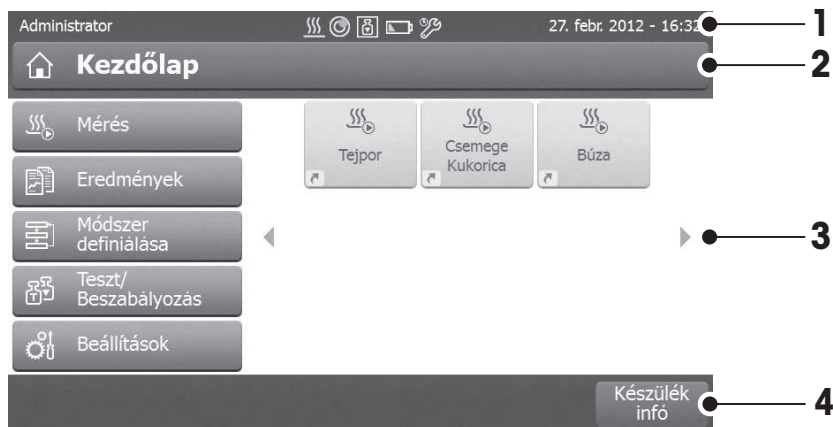 Administrator
27. febr. 2012 - 16:32
1
Kezdőlap
2
Mérés
Eredmények
Módszer
definiálása
Teszt/
Beszabályozás
Beállítások
Tejpor
Csemege
Kukorica
Búza
3
Készülék
infó
4